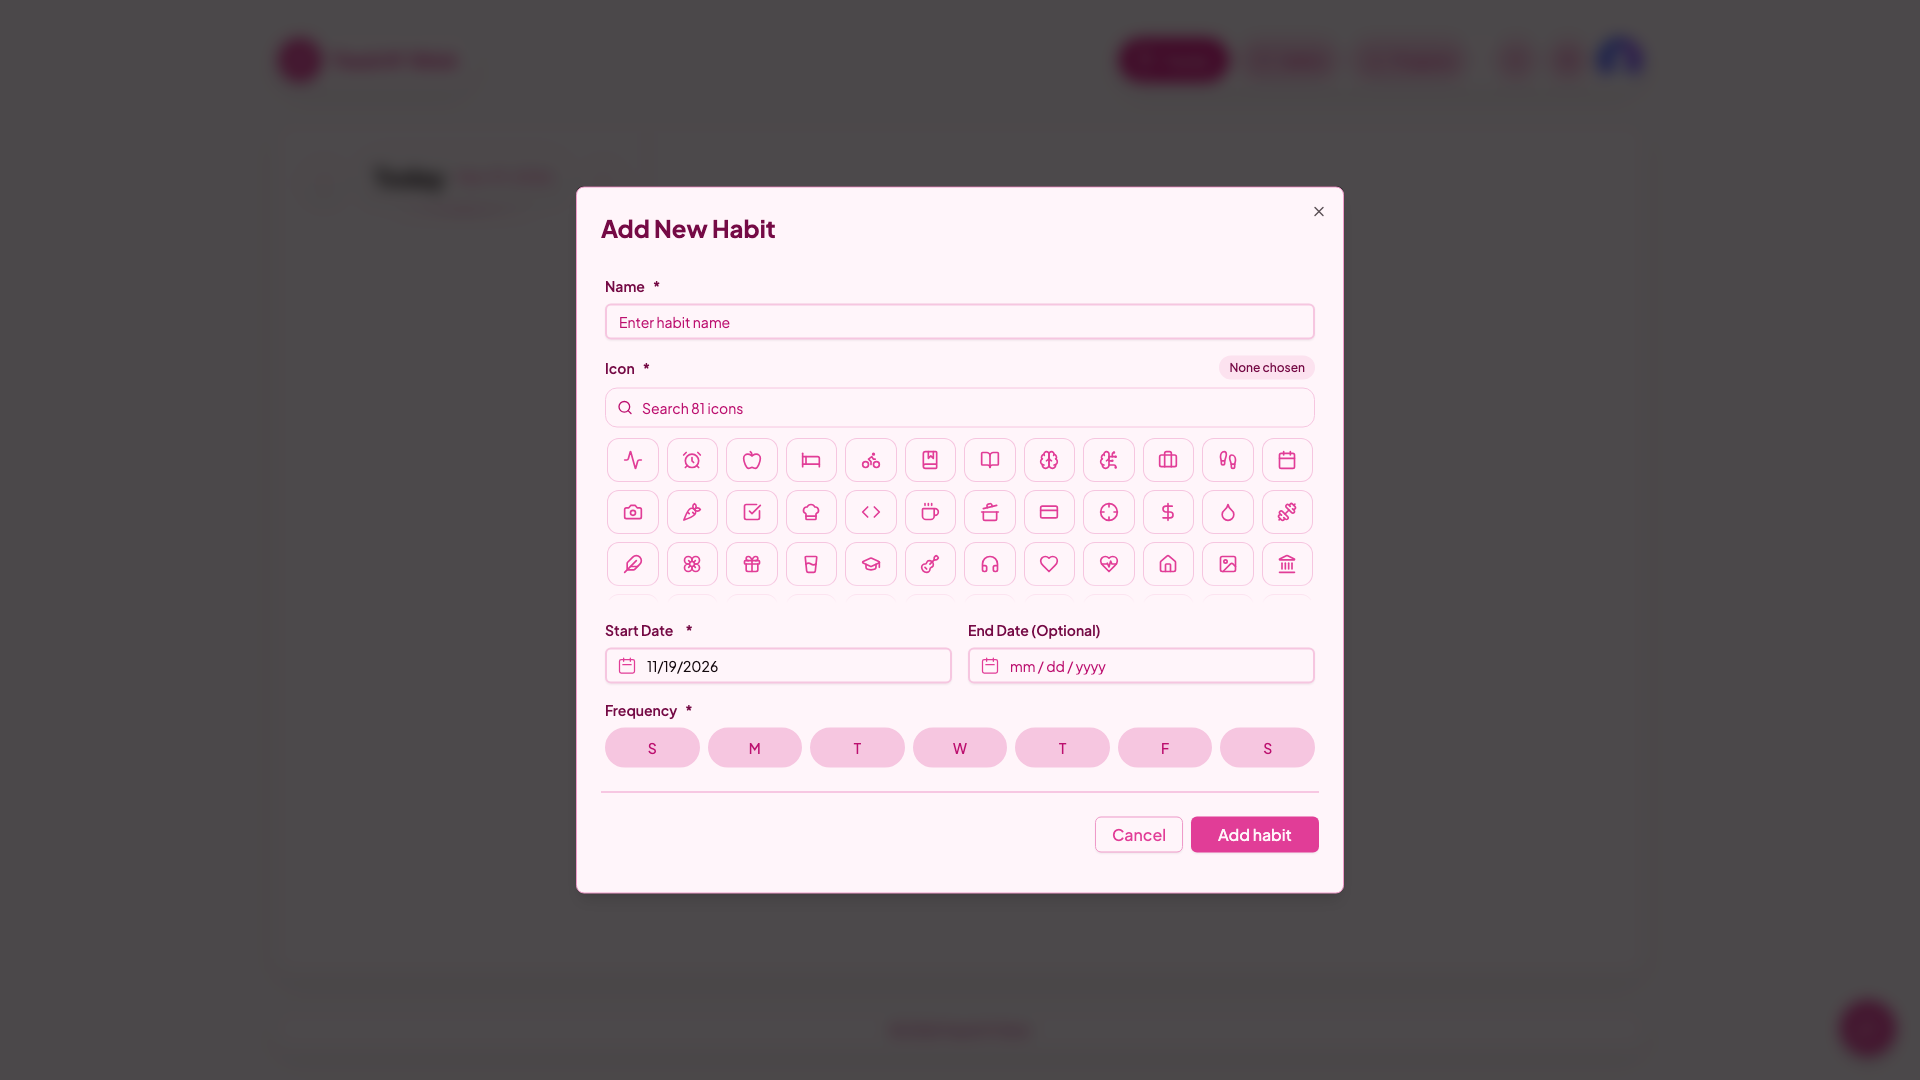 Today
Add New Habit
Name *
Enter habit name
Icon *
None chosen
Search 81 icons
Start Date *
End Date (Optional)
11/19/2026
mm / dd / yyyy
Frequency *
S M T W T F S
Cancel
Add habit